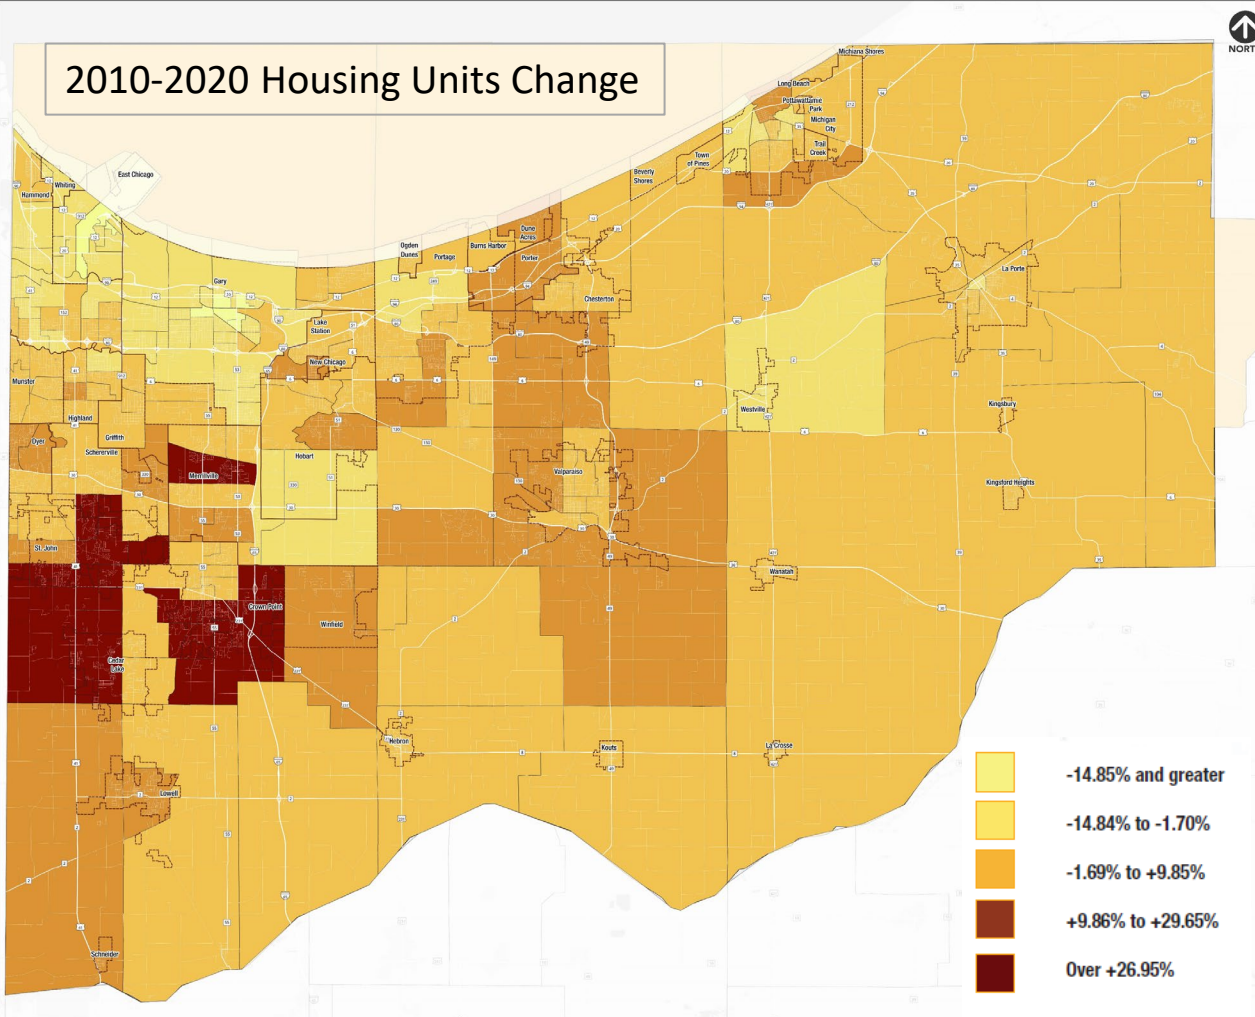 2010-2020 Housing Units Change
NORT
Michiana Shores
Long Beach
Pottawattamie
Park
Michigan
City
Trail
Creek
Town
of Pines
Beverly
Shores
East Chicago
Whiting
Hammond
Dune
Acres
Ogden
Dunes
Burns Harbor
Portage
Porter
Gary
Chesterton
La Porte
Lake
Station
New Chicago
Munster
Highland
Griffith
Dyer
Schererville
Westville
Kingsbury
Hobart
Merrillville
Valparaiso
Kingsford Heights
St. John
Wanatah
Crown Point
Winfield
Cedar
Lake
Hebron
Kouts
La Crosse
Lowell
Schneider
-14.85% and greater
-14.84% to -1.70%
-1.69% to +9.85%
+9.86% to +29.65%
Over +26.95%